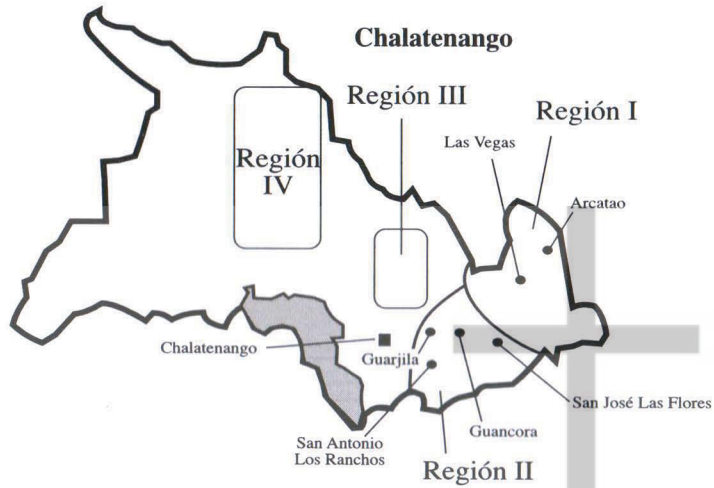 Chalatenango
Región III
Región I
Las Vegas
Región
IV
Arcatao
Chalatenango
Guarjila
San José Las Flores
San Antonio
Los Ranchos
Guancora
Región II